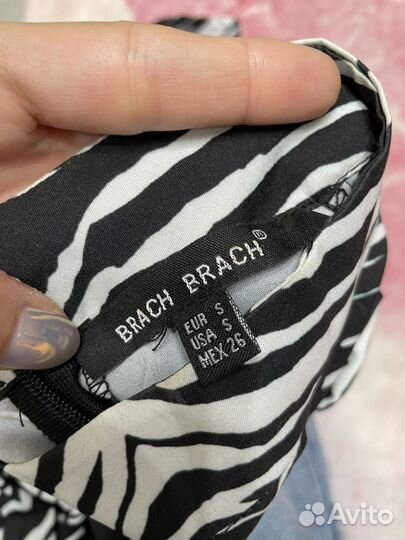 BRACH BRACH®
EUR S
USA S
MEX 26
Avito